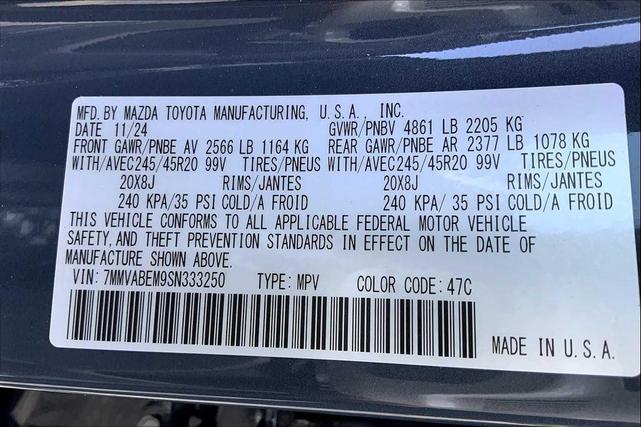 MFD. BY MAZDA TOYOTA MANUFACTURING, U.S.A., INC.
DATE 11/24 GVWR/PNBV 4861 LB 2205 KG
FRONT GAWR/PNBE AV 2566 LB 1164 KG REAR GAWR/PNBE AR 2377 LB 1078 KG
WITH/AVEC245/45R20 99V TIRES/PNEUS WITH/AVEC245/45R20 99V TIRES/PNEUS
20X8J RIMS/JANTES 20X8J RIMS/JANTES
240 KPA/35 PSI COLD/A FROID 240 KPA/ 35 PSI COLD/A FROID
THIS VEHICLE CONFORMS TO ALL APPLICABLE FEDERAL MOTOR VEHICLE
SAFETY, AND THEFT PREVENTION STANDARDS IN EFFECT ON THE DATE OF
MANUFACTURE SHOWN ABOVE.
VIN: 7MMVABEM9SN333250 TYPE: MPV COLOR CODE: 47C
MADE IN U.S.A.